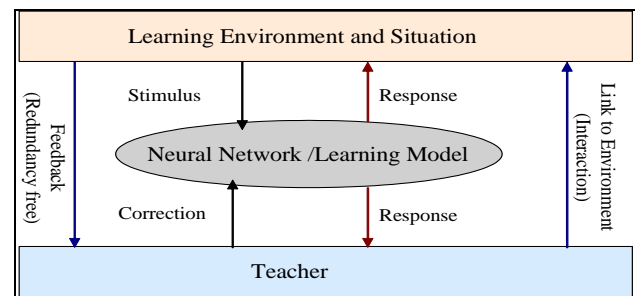 Learning Environment and Situation
Stimulus
Response
Feedback
(Redundancy free)
Link to Environment
(Interaction)
Neural Network /Learning Model
Correction
Response
Teacher